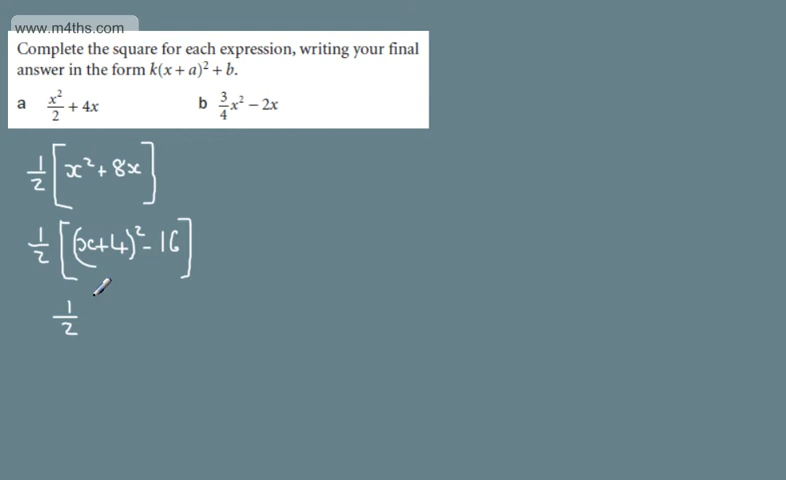 www.m4ths.com
Complete the square for each expression, writing your final
answer in the form k(x + a)² + b.
a x²/2 + 4x b 3/4x² − 2x
1/2[x² + 8x]
1/2[(x+4)² − 16]
1/2